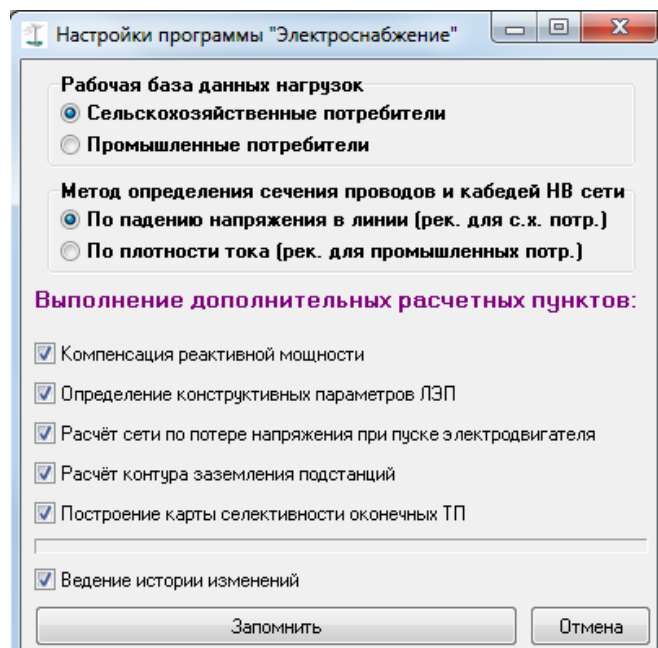 Настройки программы "Электроснабжение"
Рабочая база данных нагрузок
Сельскохозяйственные потребители
Промышленные потребители
Метод определения сечения проводов и кабедей НВ сети
По падению напряжения в линии (рек. для с.х. потр.)
По плотности тока (рек. для промышленных потр.)
Выполнение дополнительных расчетных пунктов:
Компенсация реактивной мощности
Определение конструктивных параметров ЛЭП
Расчёт сети по потере напряжения при пуске электродвигателя
Расчёт контура заземления подстанций
Построение карты селективности оконечных ТП
Ведение истории изменений
Запомнить
Отмена